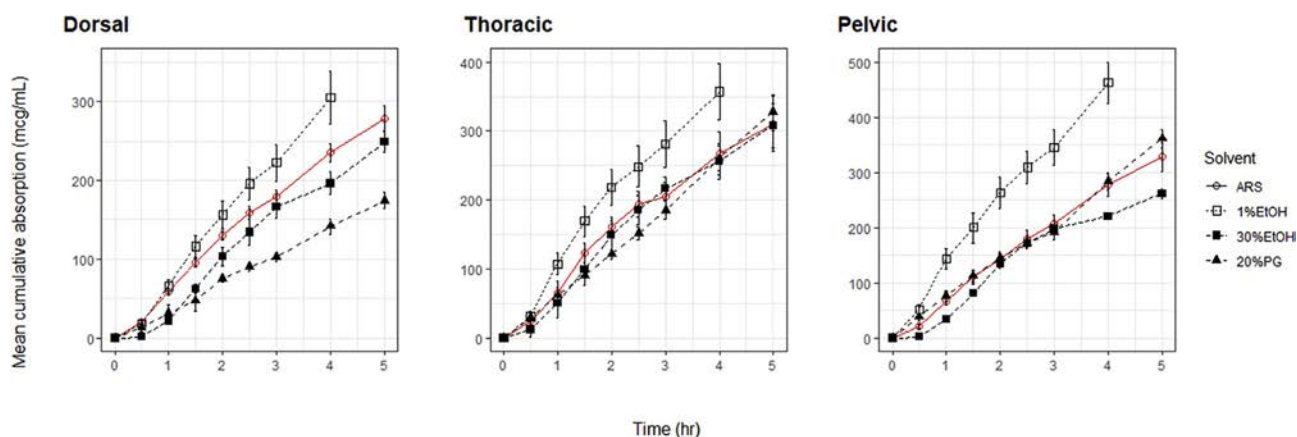 Dorsal
Thoracic
Pelvic
Mean cumulative absorption (mcg/mL)
300
200
100
0
0 1 2 3 4 5
400
300
200
100
0
0 1 2 3 4 5
500
400
300
200
100
0
0 1 2 3 4 5
Solvent
ARS
1%EtOH
30%EtOH
20%PG
Time (hr)